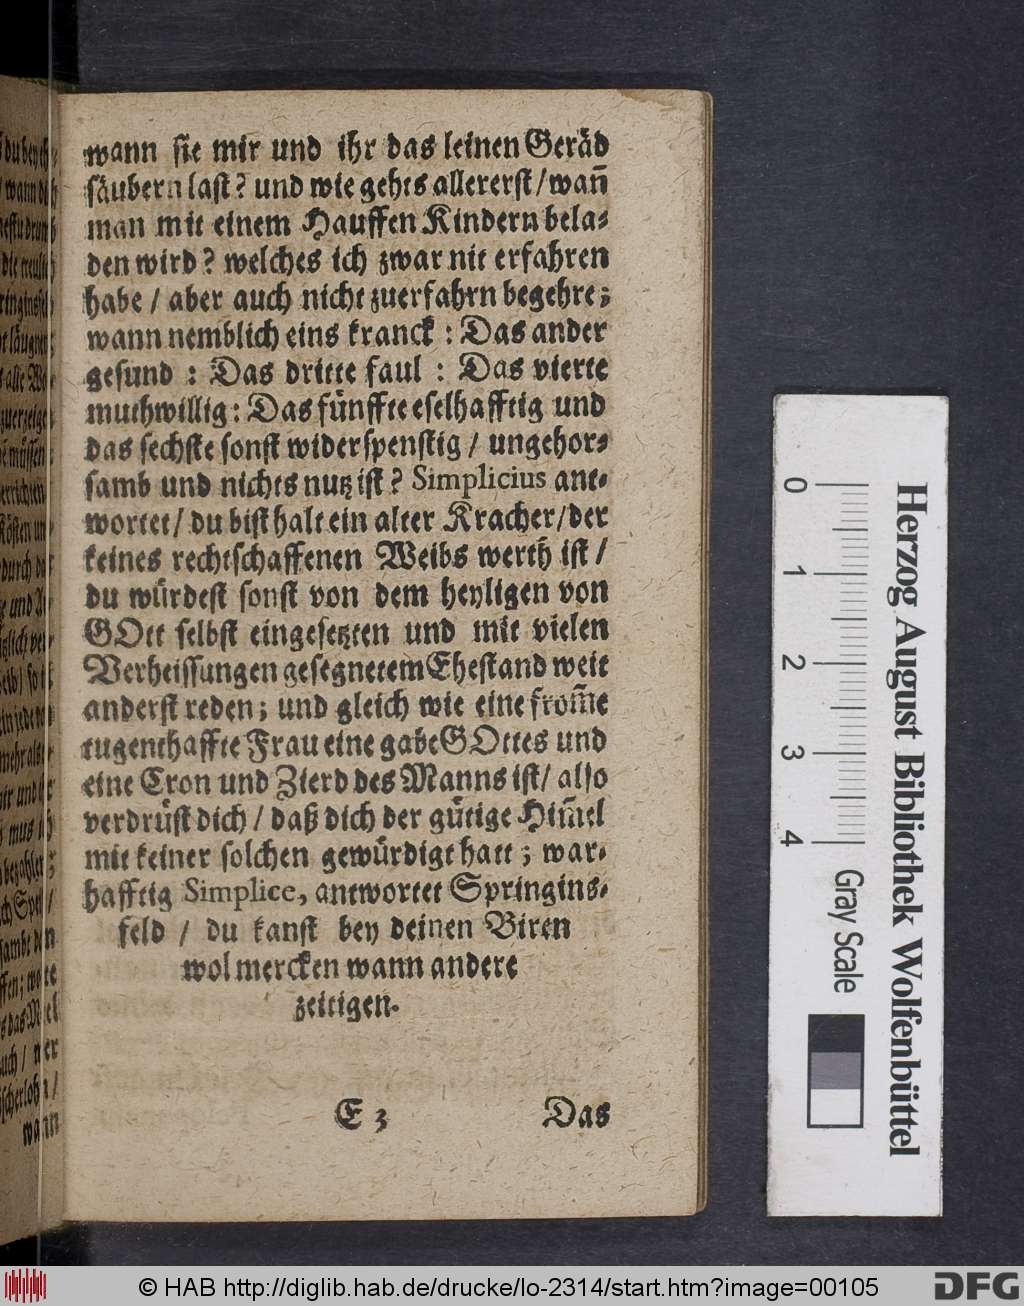 wann sie mir und ihr das leinen Geräd
säubern last? und wie gehts allererst/wañ
man mit einem Hauffen Kindern bela⸗
den wird? welches ich zwar nit erfahren
habe / aber auch nicht zuerfahrn begehre;
wann nemblich eins kranck : Das ander
gesund : Das dritte faul : Das vierte
muthwillig: Das fünffte eselhafftig und
das sechste sonst widerspenstig / ungehor⸗
samb und nichts nutz ist? Simplicius ant⸗
wortet/ du bist halt ein alter Kracher/der
keines rechtschaffenen Weibs werth ist /
du würdest sonst von dem heyligen von
GOtt selbst eingesetzten und mit vielen
Verheissungen gesegnetem Ehestand weit
anderst reden; und gleich wie eine from̃e
tugenthaffte Frau eine gabe GOttes und
eine Cron und Zierd des Manns ist/ also
verdrüst dich / daß dich der gütige Him̃el
mit keiner solchen gewürdigt hatt; war⸗
hafftig Simplice, antwortet Springins⸗
feld / du kanst bey deinen Biren
wol mercken wann andere
zeitigen.
E 3 Das
0 1 2 3 4 Gray Scale
Herzog August Bibliothek Wolfenbüttel
© HAB http://diglib.hab.de/drucke/lo-2314/start.htm?image=00105
DFG